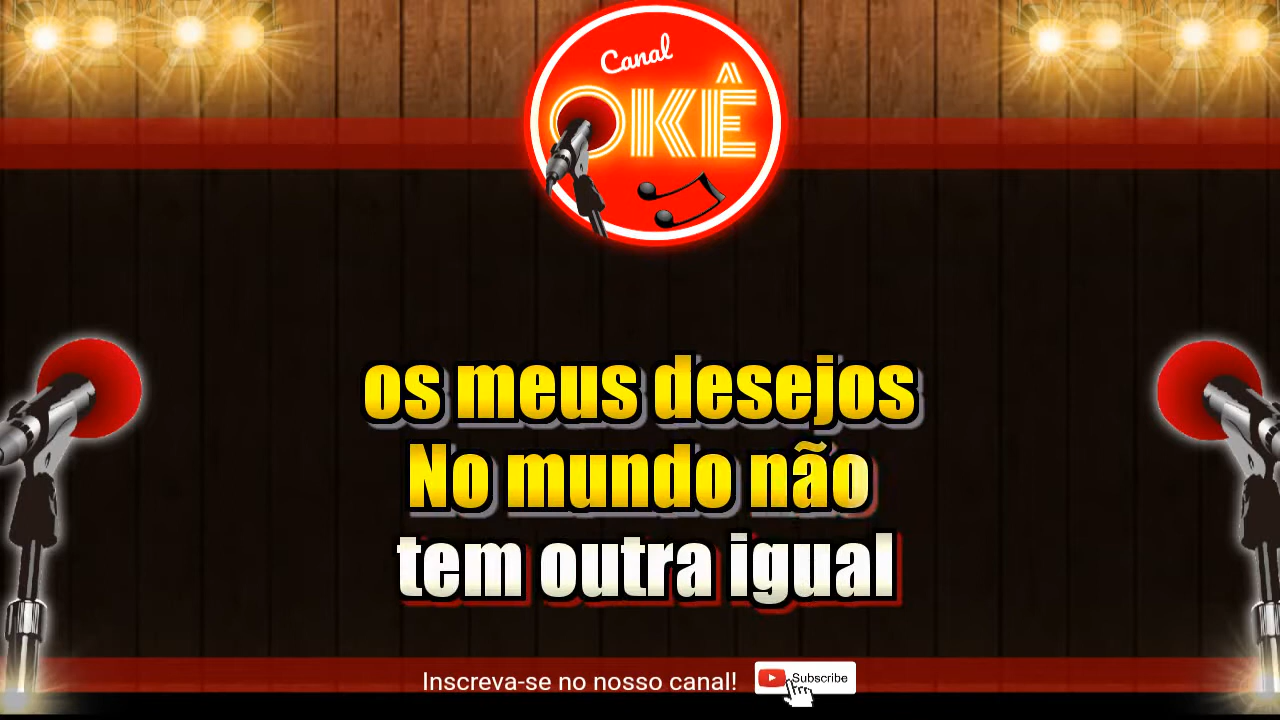 Canal
OKÊ
os meus desejos
No mundo não
tem outra igual
Inscreva-se no nosso canal!
Subscribe